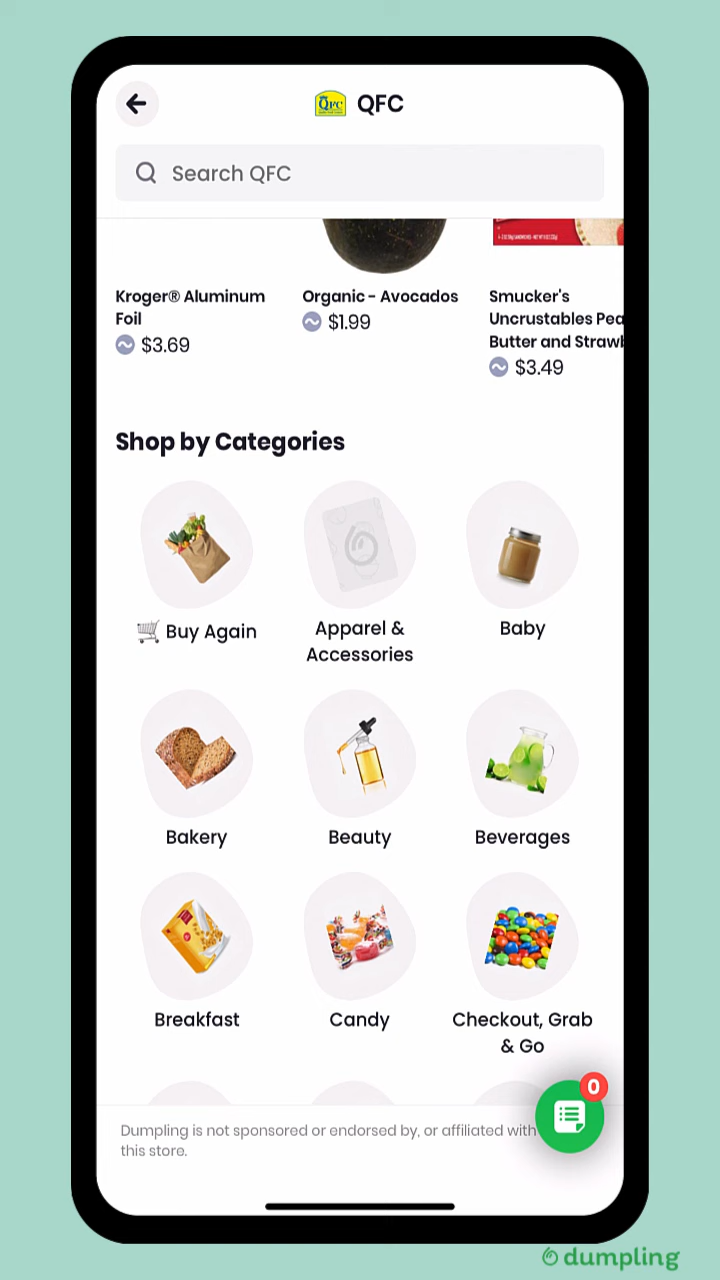 QFC QFC
Search QFC
Kroger® Aluminum
Foil
$3.69
Organic - Avocados
$1.99
Smucker's
Uncrustables Pea
Butter and Strawb
$3.49
Shop by Categories
Buy Again
Apparel &
Accessories
Baby
Bakery
Beauty
Beverages
Breakfast
Candy
Checkout, Grab
& Go
0
Dumpling is not sponsored or endorsed by, or affiliated with
this store.
dumpling